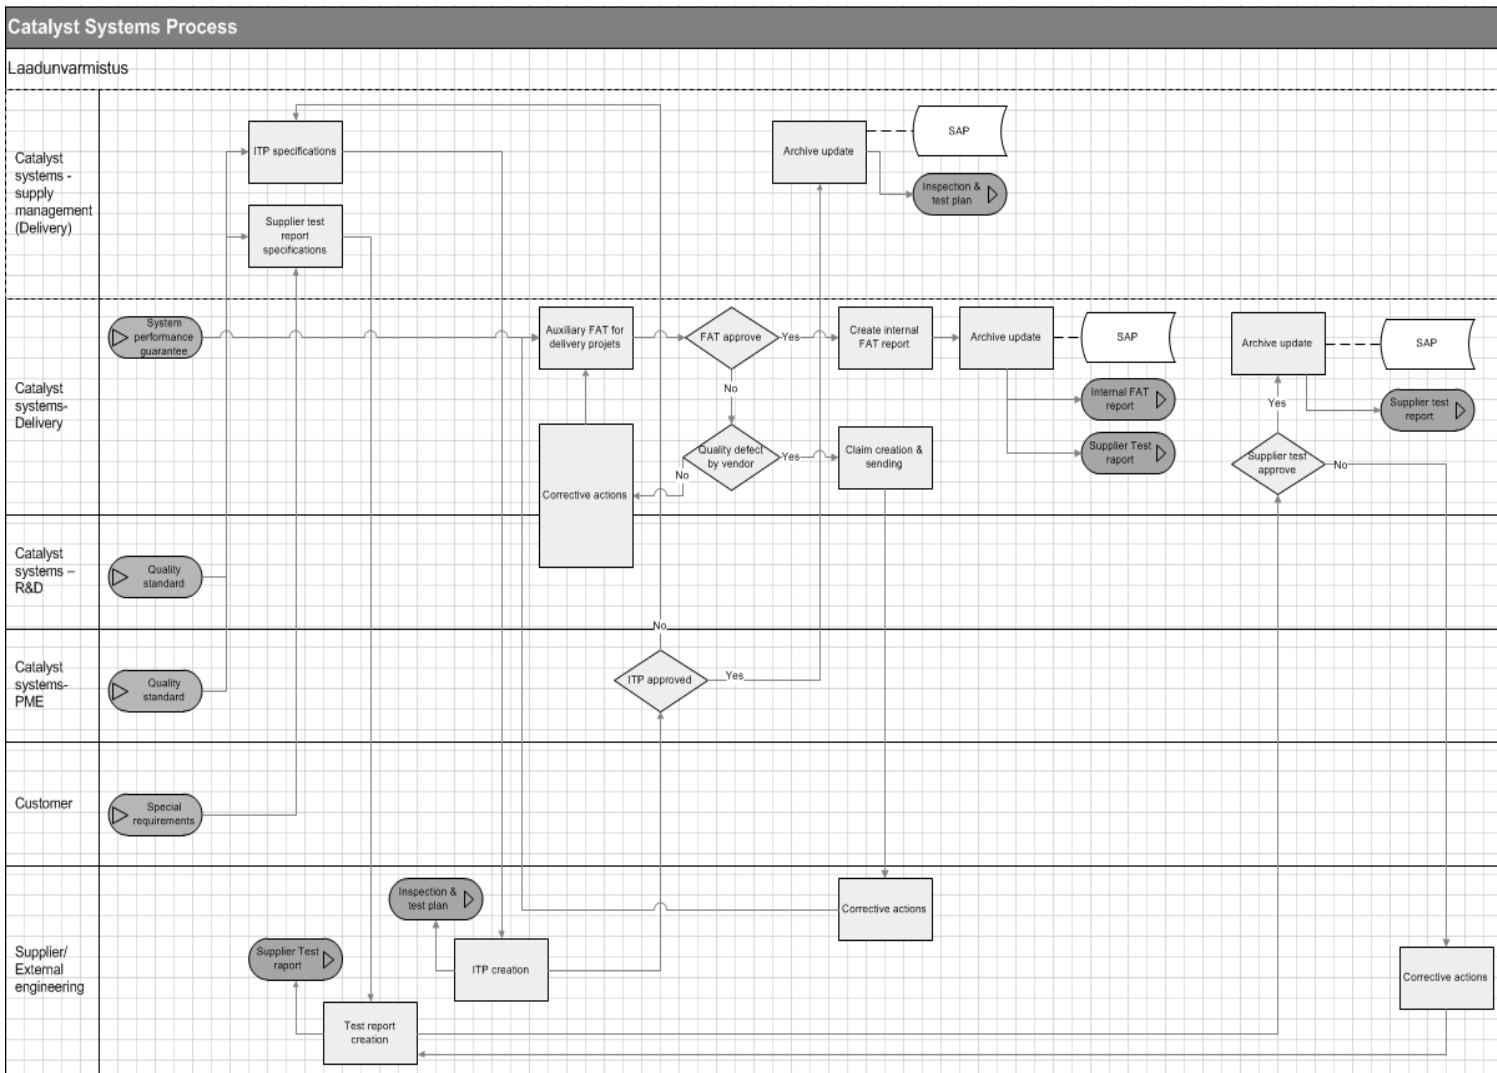 Catalyst Systems Process
Laadunvarmistus
Catalyst
systems -
supply
management
(Delivery)
ITP specifications
Supplier test
report
specifications
Archive update
SAP
Inspection &
test plan
Catalyst
systems-
Delivery
System
performance
guarantee
Auxiliary FAT for
delivery projets
FAT approve
Yes
No
Create internal
FAT report
Archive update
SAP
Internal FAT
report
Supplier Test
raport
Quality defect
by vendor
Yes
No
Claim creation &
sending
Corrective actions
Archive update
SAP
Supplier test
report
Yes
Supplier test
approve
No
Catalyst
systems –
R&D
Quality
standard
No
Catalyst
systems-
PME
Quality
standard
ITP approved
Yes
Customer
Special
requirements
Supplier/
External
engineering
Inspection &
test plan
Supplier Test
raport
ITP creation
Test report
creation
Corrective actions
Corrective actions